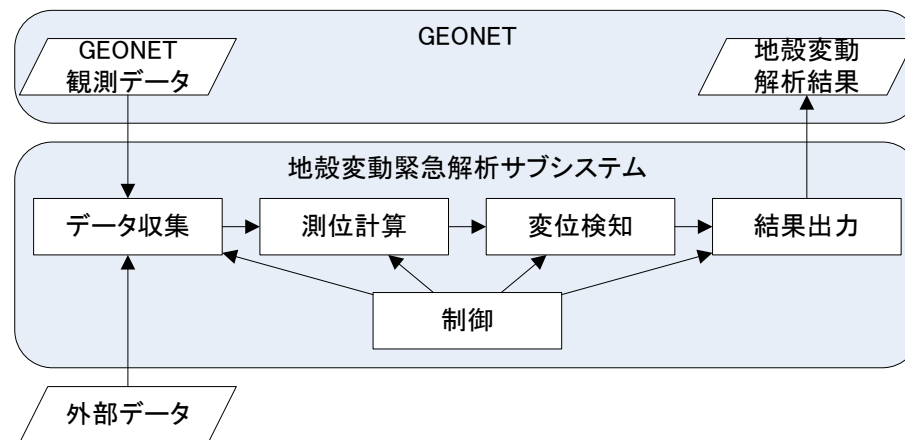 GEONET
GEONET
観測データ
地殻変動
解析結果
地殻変動緊急解析サブシステム
データ収集
測位計算
変位検知
結果出力
制御
外部データ